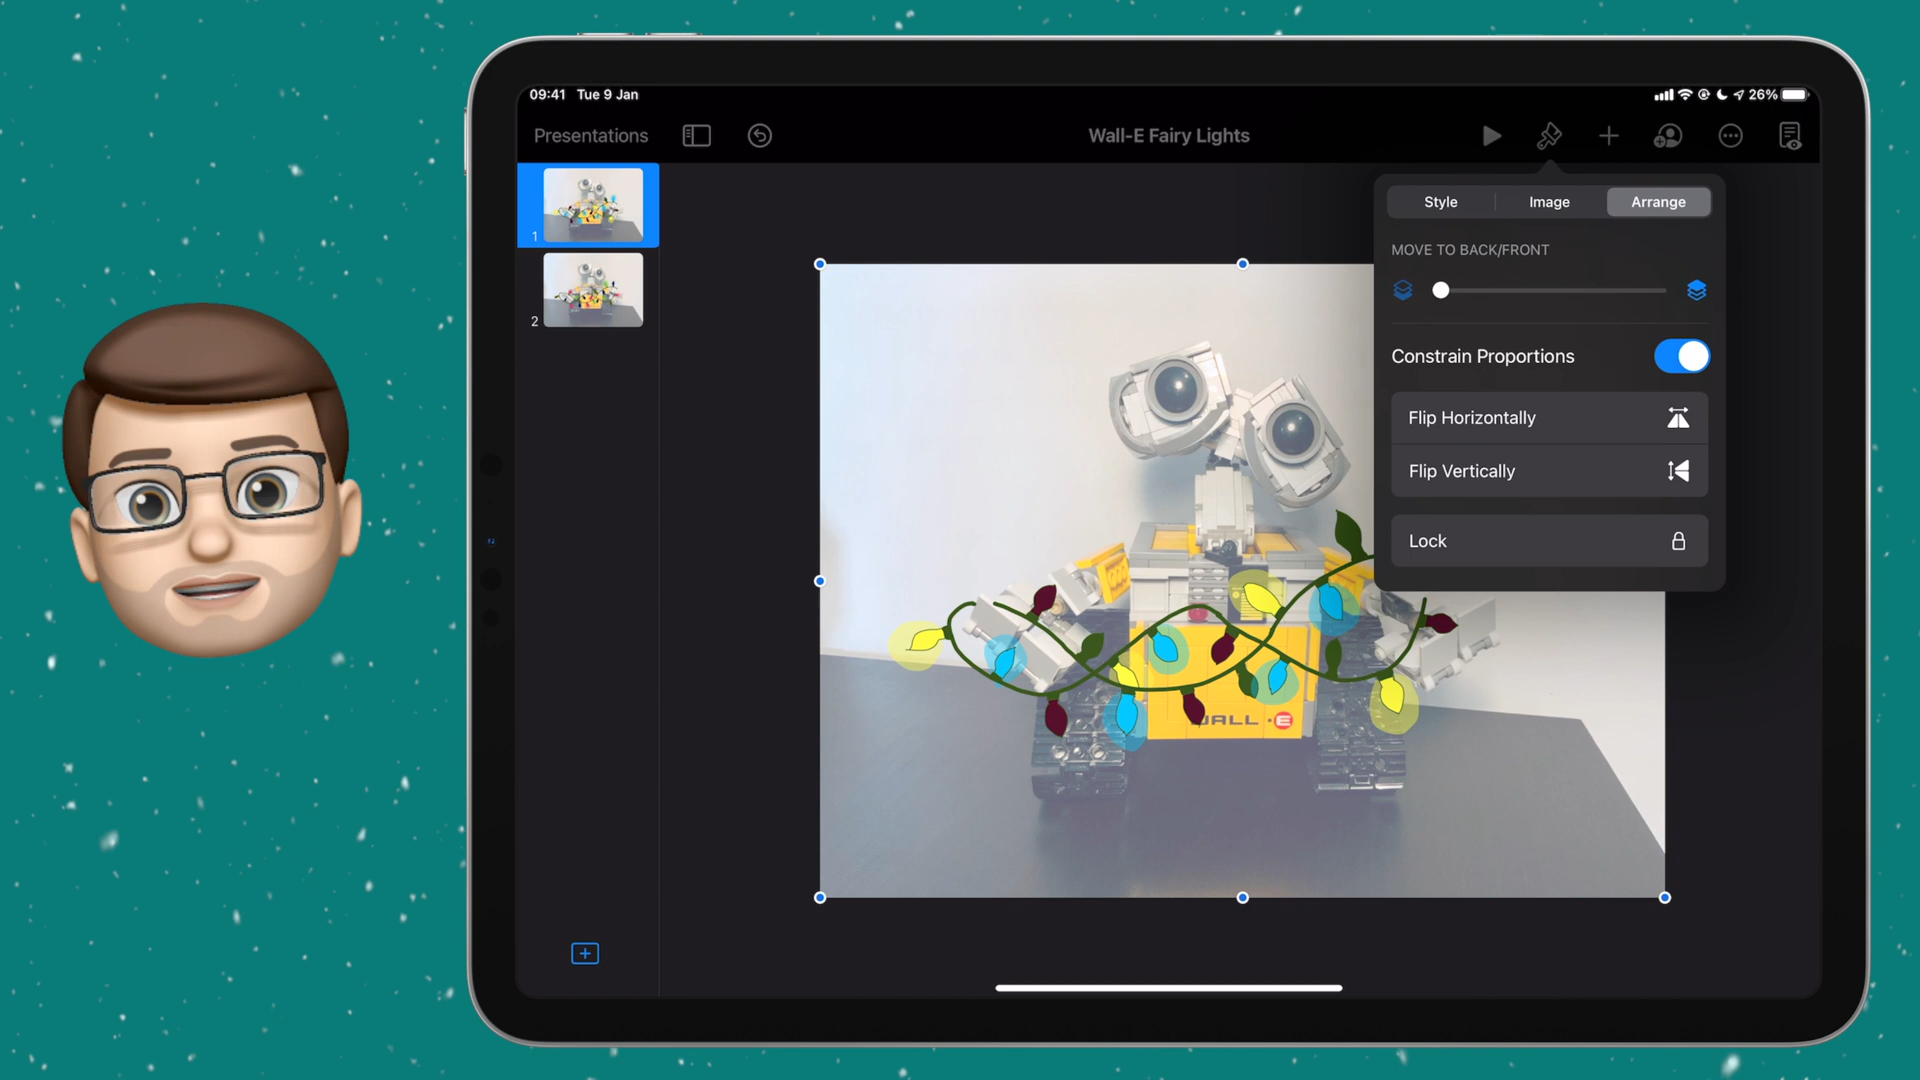 09:41 Tue 9 Jan
26%
Presentations
Wall-E Fairy Lights
Style
Image
Arrange
MOVE TO BACK/FRONT
Constrain Proportions
Flip Horizontally
Flip Vertically
Lock
1
2
WALL·E